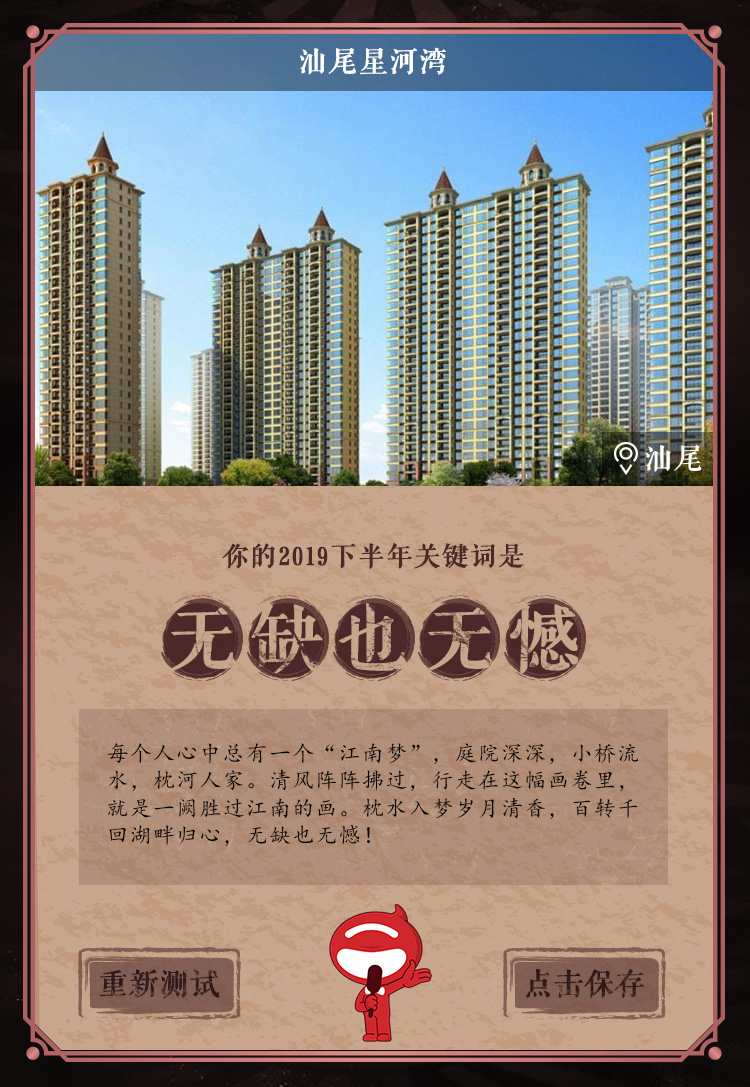 汕尾星河湾
汕尾
你的2019下半年关键词是
无缺也无憾
每个人心中总有一个“江南梦”，庭院深深，小桥流
水，枕河人家。清风阵阵拂过，行走在这幅画卷里，
就是一阙胜过江南的画。枕水入梦岁月清香，百转千
回湖畔归心，无缺也无憾！
重新测试
点击保存